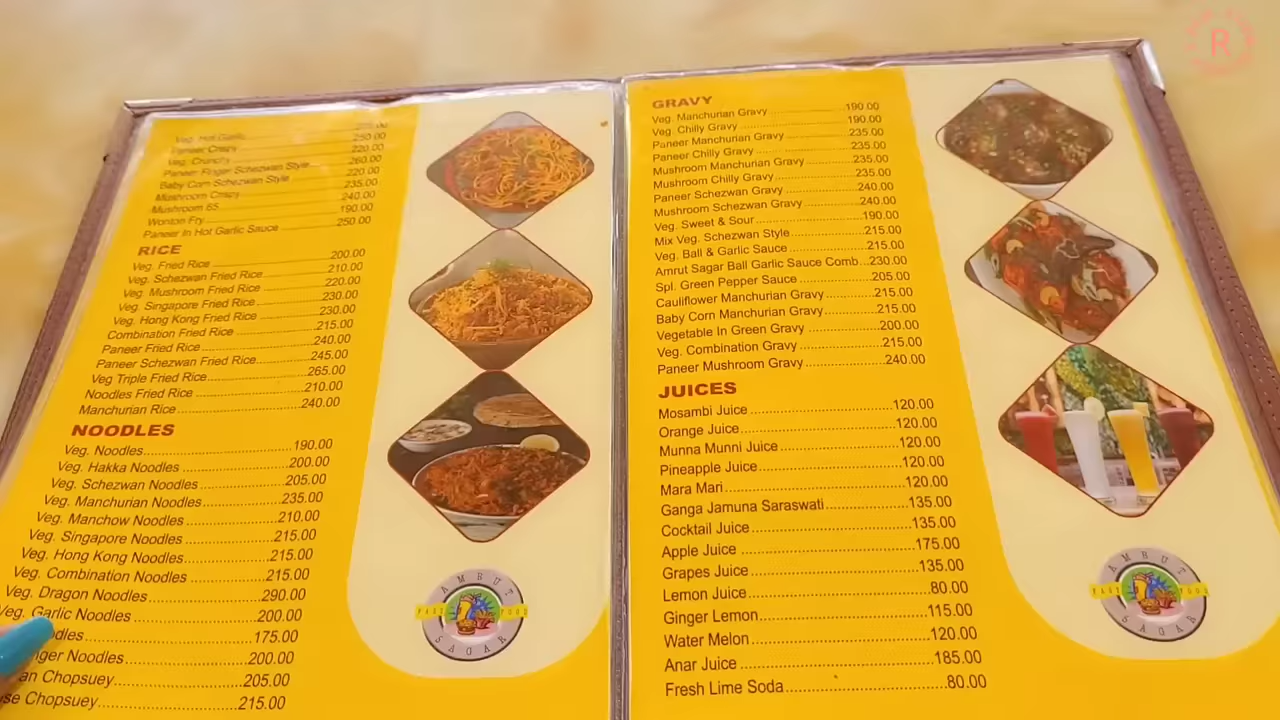 Veg. Hot Garlic
Paneer Crispy 250.00
Veg. Crunchy 220.00
Paneer Finger Schezwan Style 260.00
Baby Corn Schezwan Style 220.00
Mushroom Crispy 235.00
Mushroom 65 240.00
Wonton Fry 190.00
Paneer In Hot Garlic Sauce 250.00
RICE
Veg. Fried Rice 200.00
Veg. Schezwan Fried Rice 210.00
Veg. Mushroom Fried Rice 220.00
Veg. Singapore Fried Rice 230.00
Veg. Hong Kong Fried Rice 230.00
Combination Fried Rice 215.00
Paneer Fried Rice 240.00
Paneer Schezwan Fried Rice 245.00
Veg Triple Fried Rice 265.00
Noodles Fried Rice 210.00
Manchurian Rice 240.00
NOODLES
Veg. Noodles 190.00
Veg. Hakka Noodles 200.00
Veg. Schezwan Noodles 205.00
Veg. Manchurian Noodles 235.00
Veg. Manchow Noodles 210.00
Veg. Singapore Noodles 215.00
Veg. Hong Kong Noodles 215.00
Veg. Combination Noodles 215.00
Veg. Dragon Noodles 290.00
Veg. Garlic Noodles 200.00
dles 175.00
nger Noodles 200.00
an Chopsuey 205.00
se Chopsuey 215.00
AMRUT
FAST FOOD
SAGAR
GRAVY
Veg. Manchurian Gravy 190.00
Veg. Chilly Gravy 190.00
Paneer Manchurian Gravy 235.00
Paneer Chilly Gravy 235.00
Mushroom Manchurian Gravy 235.00
Mushroom Chilly Gravy 235.00
Paneer Schezwan Gravy 240.00
Mushroom Schezwan Gravy 240.00
Veg. Sweet & Sour 190.00
Mix Veg. Schezwan Style 215.00
Veg. Ball & Garlic Sauce 215.00
Amrut Sagar Ball Garlic Sauce Comb. 230.00
Spl. Green Pepper Sauce 205.00
Cauliflower Manchurian Gravy 215.00
Baby Corn Manchurian Gravy 215.00
Vegetable In Green Gravy 200.00
Veg. Combination Gravy 215.00
Paneer Mushroom Gravy 240.00
JUICES
Mosambi Juice 120.00
Orange Juice 120.00
Munna Munni Juice 120.00
Pineapple Juice 120.00
Mara Mari 120.00
Ganga Jamuna Saraswati 135.00
Cocktail Juice 135.00
Apple Juice 175.00
Grapes Juice 135.00
Lemon Juice 80.00
Ginger Lemon 115.00
Water Melon 120.00
Anar Juice 185.00
Fresh Lime Soda 80.00
AMRUT
FAST FOOD
SAGAR
R